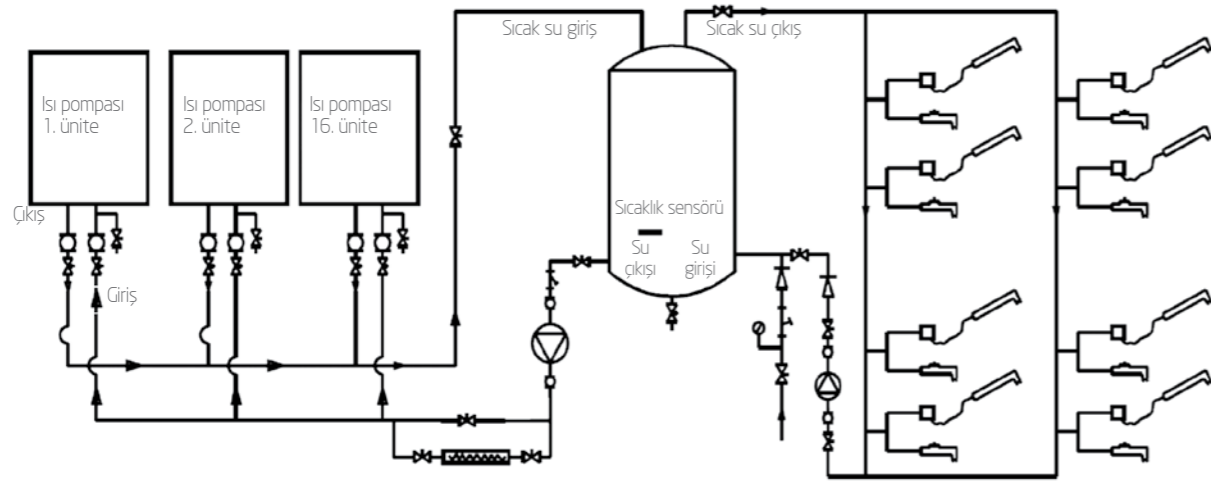 Sıcak su giriş
Sıcak su çıkış
Isı pompası
1. ünite
Isı pompası
2. ünite
Isı pompası
16. ünite
Çıkış
Giriş
Sıcaklık sensörü
Su
çıkışı
Su
girişi